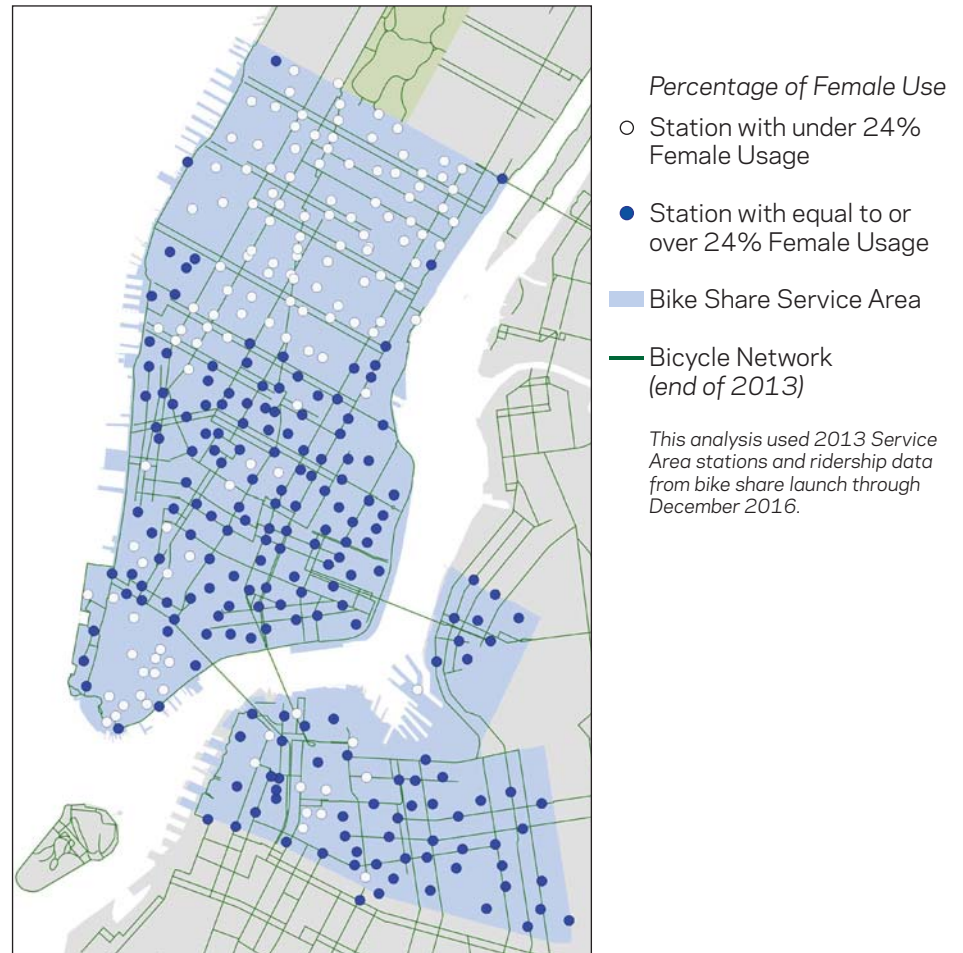 Percentage of Female Use
Station with under 24%
Female Usage
Station with equal to or
over 24% Female Usage
Bike Share Service Area
Bicycle Network
(end of 2013)
This analysis used 2013 Service
Area stations and ridership data
from bike share launch through
December 2016.